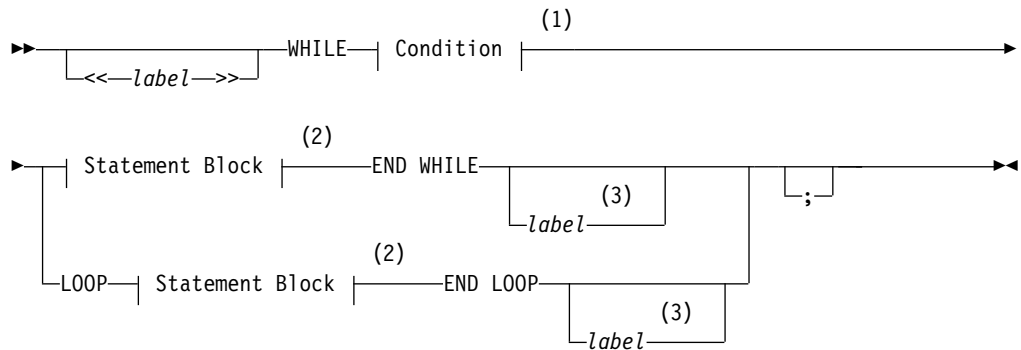 (1)
<<label>> WHILE Condition
(2)
Statement Block END WHILE
(3)
label
;
(2)
LOOP Statement Block END LOOP
(3)
label